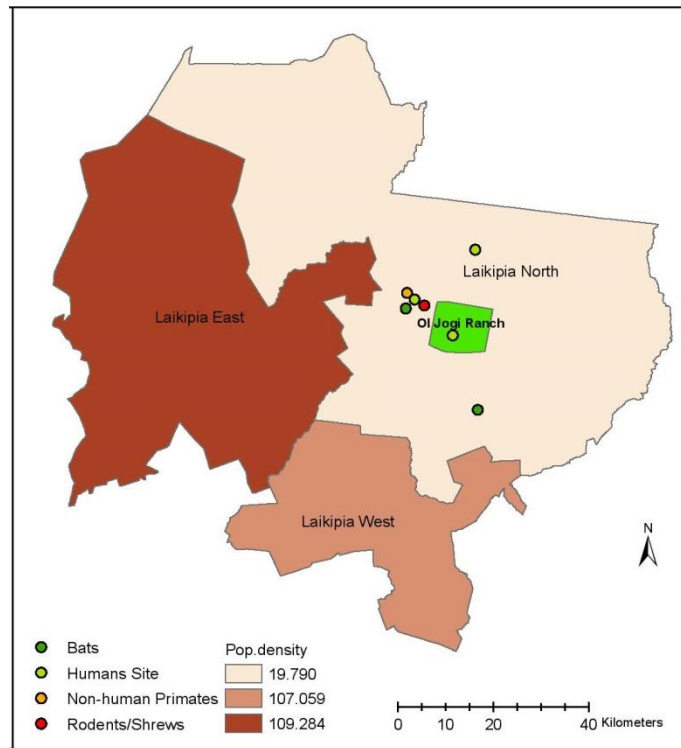 Laikipia North
Laikipia East
Ol Jogi Ranch
Laikipia West
N
Bats
Humans Site
Non-human Primates
Rodents/Shrews
Pop.density
19.790
107.059
109.284
0 10 20 40 Kilometers